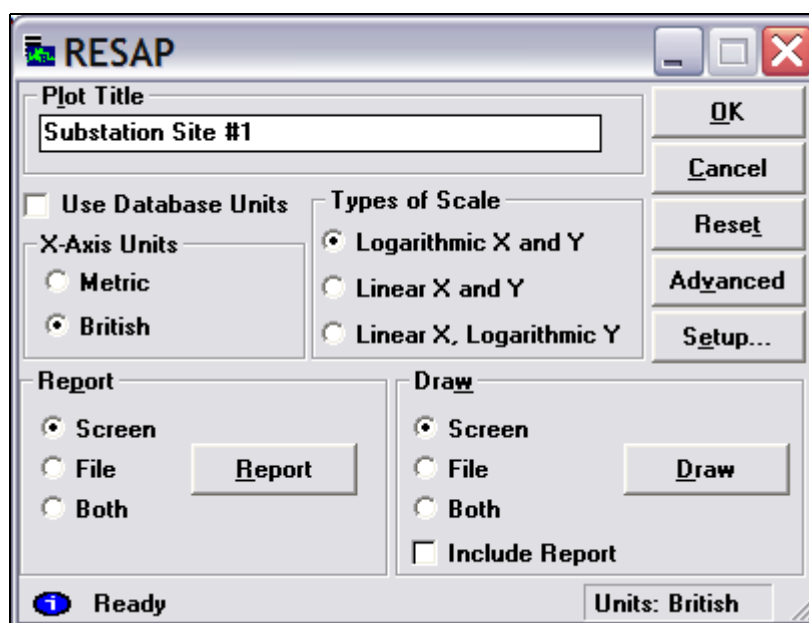 RESAP
Plot Title
Substation Site #1
OK
Cancel
Reset
Advanced
Setup...
Use Database Units
X-Axis Units
Metric
British
Types of Scale
Logarithmic X and Y
Linear X and Y
Linear X, Logarithmic Y
Report
Screen
File
Both
Report
Draw
Screen
File
Both
Draw
Include Report
Ready
Units: British